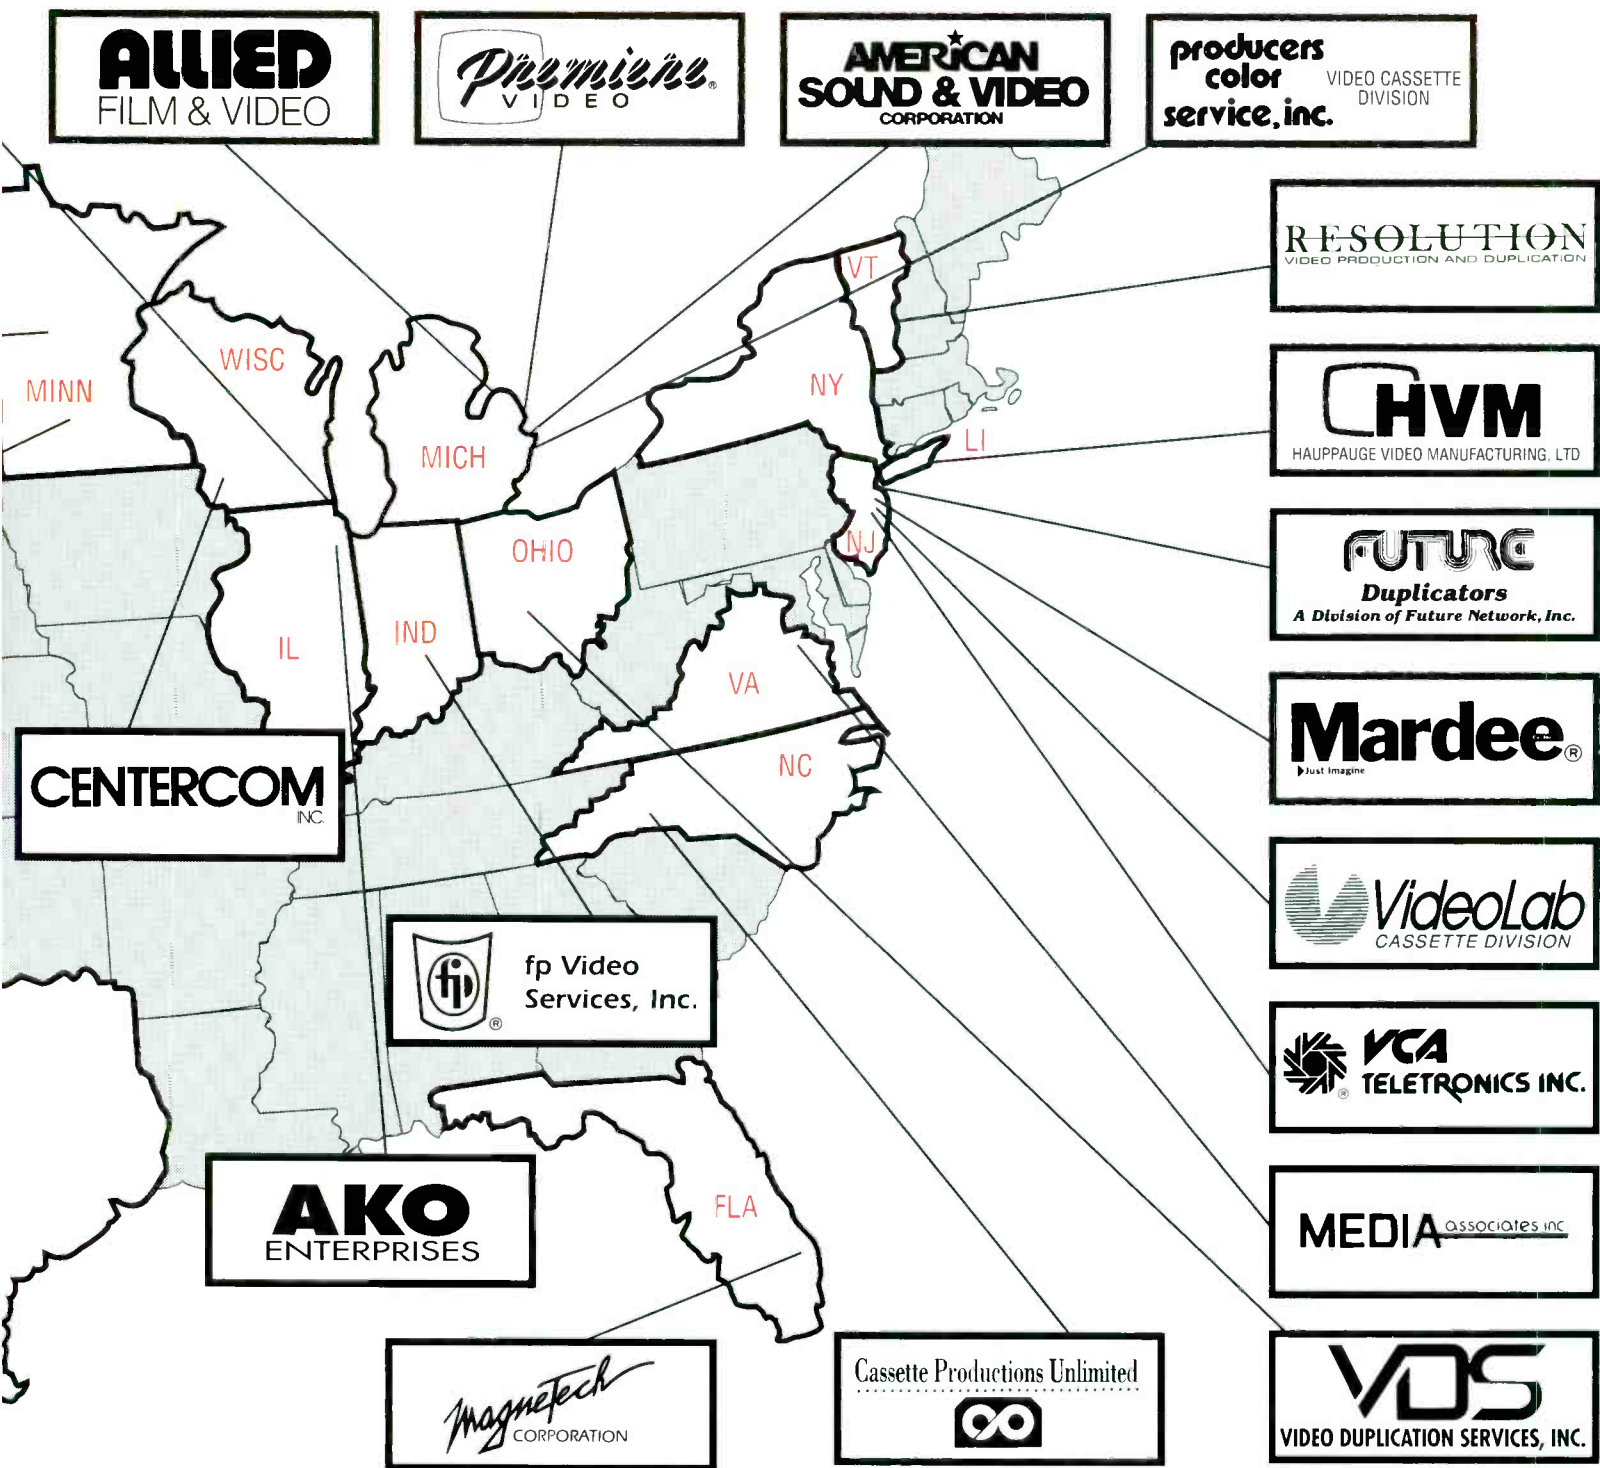 ALLIED
FILM & VIDEO
Premiere®
VIDEO
AMERICAN
SOUND & VIDEO
CORPORATION
producers
color
service, inc.
VIDEO CASSETTE
DIVISION
RESOLUTION
VIDEO PRODUCTION AND DUPLICATION
VT
WISC
MINN
NY
MICH
LI
HVM
HAUPPAUGE VIDEO MANUFACTURING, LTD
OHIO
NJ
FUTURE
Duplicators
A Division of Future Network, Inc.
IL
IND
VA
NC
Mardee®
Just Imagine
CENTERCOM
INC.
VideoLab
CASSETTE DIVISION
fp
®
fp Video
Services, Inc.
VCA
TELETRONICS INC.
®
AKO
ENTERPRISES
FLA
MEDIA associates inc
MagneTech
CORPORATION
Cassette Productions Unlimited
VDS
VIDEO DUPLICATION SERVICES, INC.